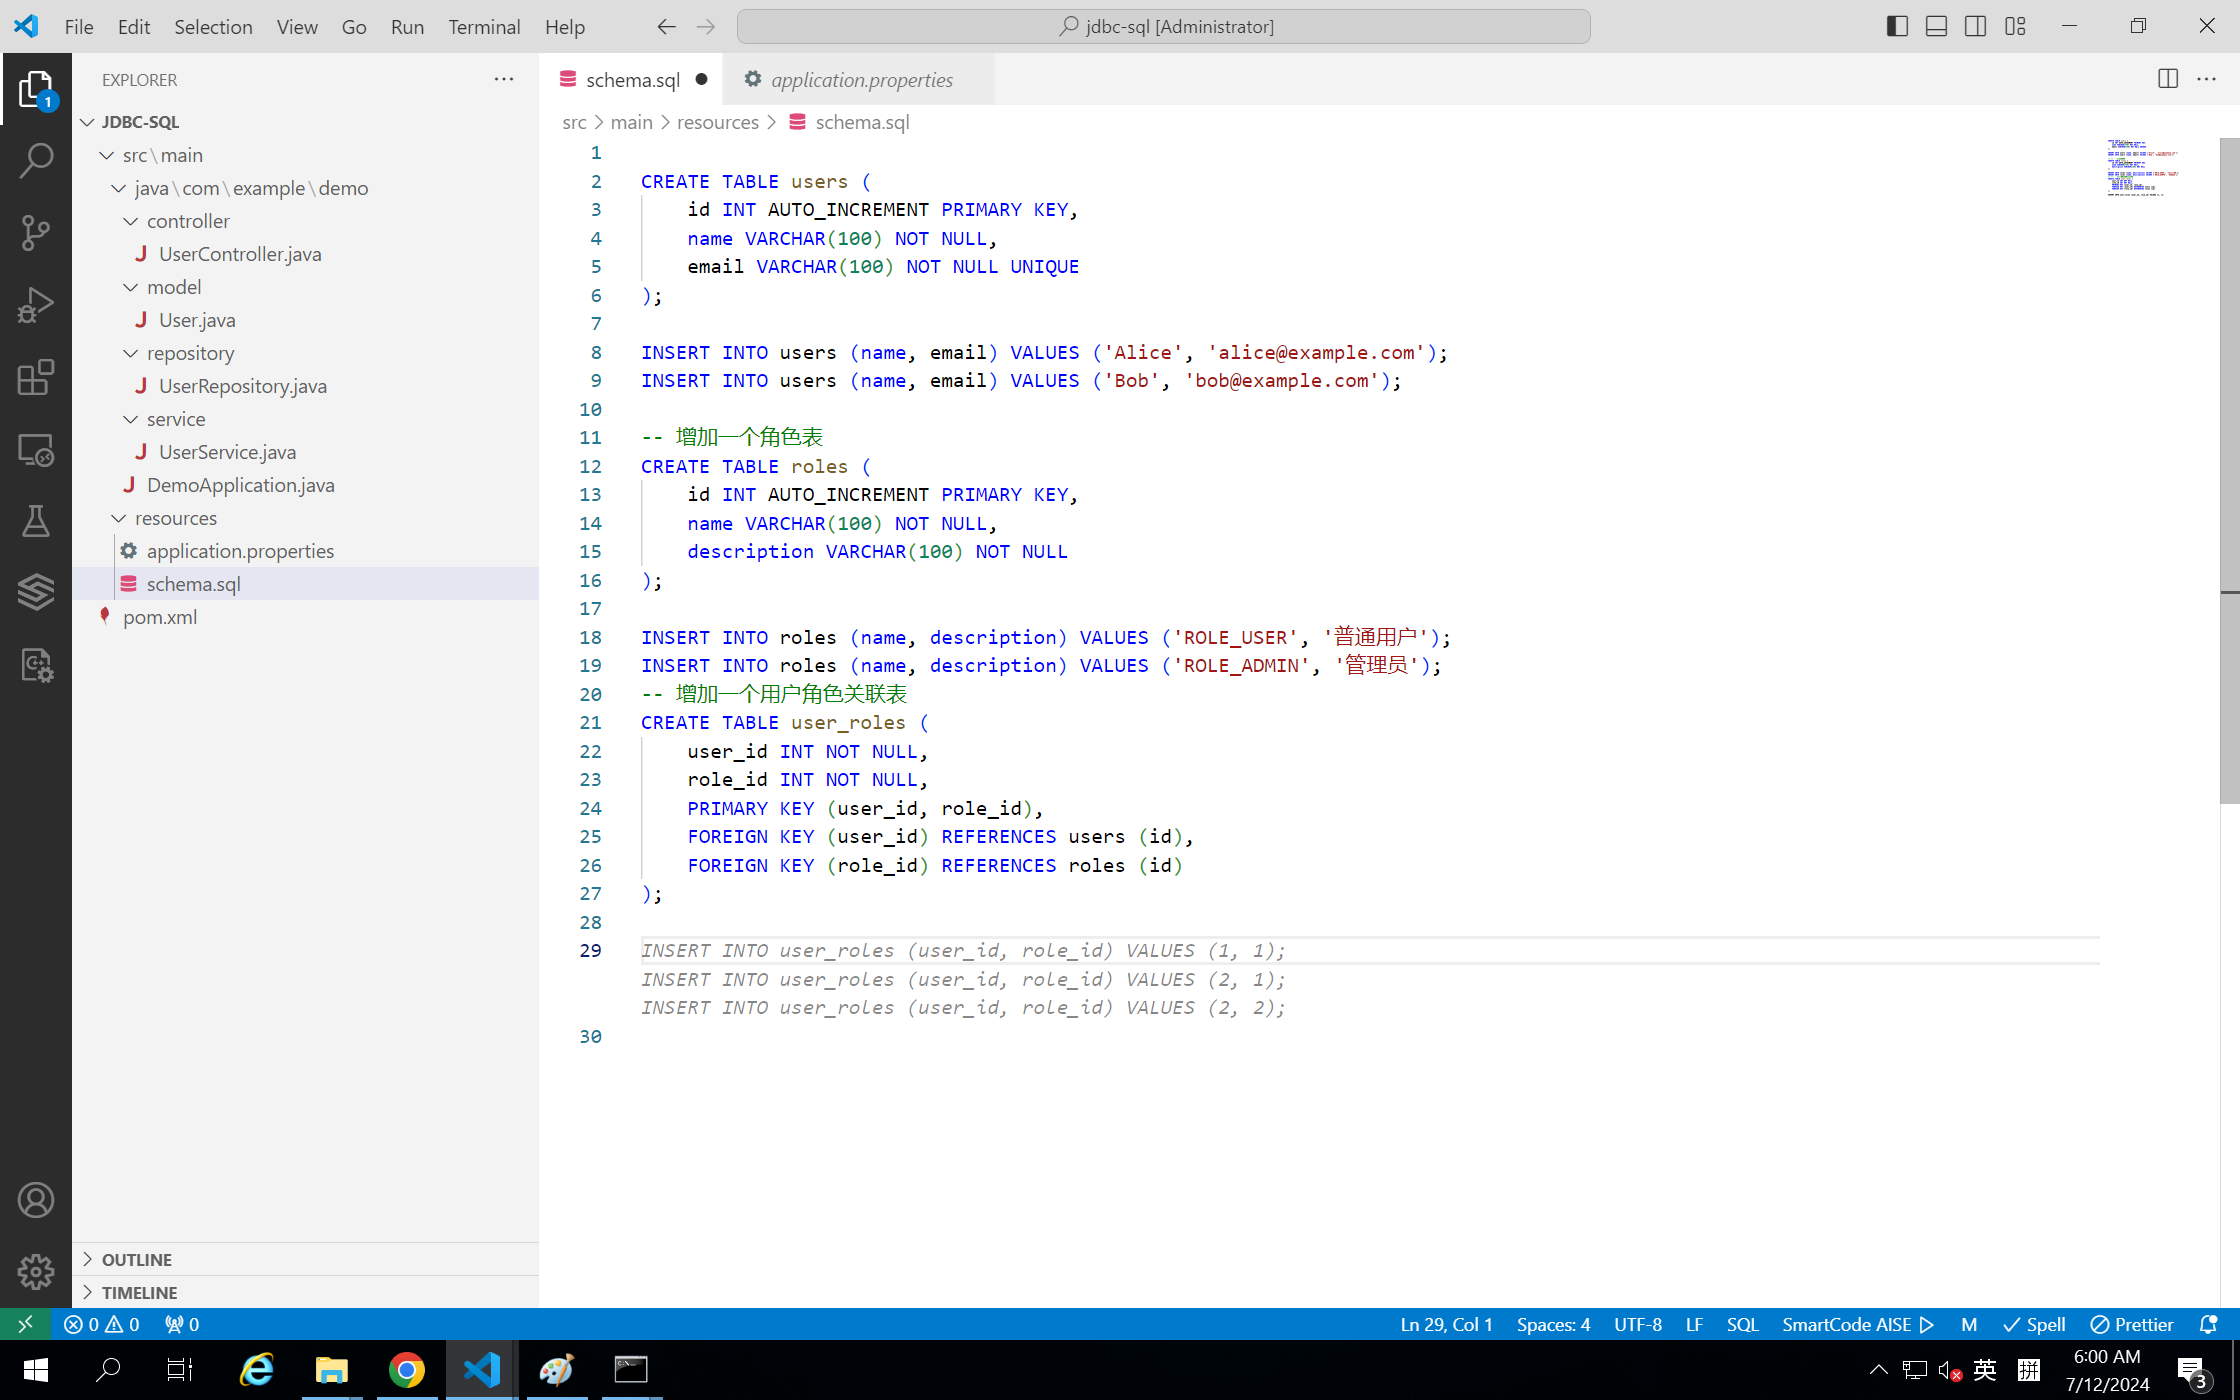 File Edit Selection View Go Run Terminal Help
jdbc-sql [Administrator]
1
EXPLORER
JDBC-SQL
src\main
java\com\example\demo
controller
UserController.java
model
User.java
repository
UserRepository.java
service
UserService.java
DemoApplication.java
resources
application.properties
schema.sql
pom.xml
OUTLINE
TIMELINE
schema.sql
application.properties
src > main > resources > schema.sql
1
2 CREATE TABLE users (
3 id INT AUTO_INCREMENT PRIMARY KEY,
4 name VARCHAR(100) NOT NULL,
5 email VARCHAR(100) NOT NULL UNIQUE
6 );
7
8 INSERT INTO users (name, email) VALUES ('Alice', 'alice@example.com');
9 INSERT INTO users (name, email) VALUES ('Bob', 'bob@example.com');
10
11 -- 增加一个角色表
12 CREATE TABLE roles (
13 id INT AUTO_INCREMENT PRIMARY KEY,
14 name VARCHAR(100) NOT NULL,
15 description VARCHAR(100) NOT NULL
16 );
17
18 INSERT INTO roles (name, description) VALUES ('ROLE_USER', '普通用户');
19 INSERT INTO roles (name, description) VALUES ('ROLE_ADMIN', '管理员');
20 -- 增加一个用户角色关联表
21 CREATE TABLE user_roles (
22 user_id INT NOT NULL,
23 role_id INT NOT NULL,
24 PRIMARY KEY (user_id, role_id),
25 FOREIGN KEY (user_id) REFERENCES users (id),
26 FOREIGN KEY (role_id) REFERENCES roles (id)
27 );
28
29 INSERT INTO user_roles (user_id, role_id) VALUES (1, 1);
INSERT INTO user_roles (user_id, role_id) VALUES (2, 1);
INSERT INTO user_roles (user_id, role_id) VALUES (2, 2);
30
0 0 0 Ln 29, Col 1 Spaces: 4 UTF-8 LF SQL SmartCode AISE M Spell Prettier
英 拼 6:00 AM
7/12/2024
3